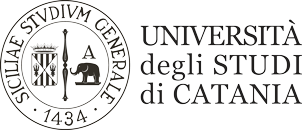 SICILIAE STVDIVM GENERALE
· 1434 ·
A
UNIVERSITÀ
degli STUDI
di CATANIA